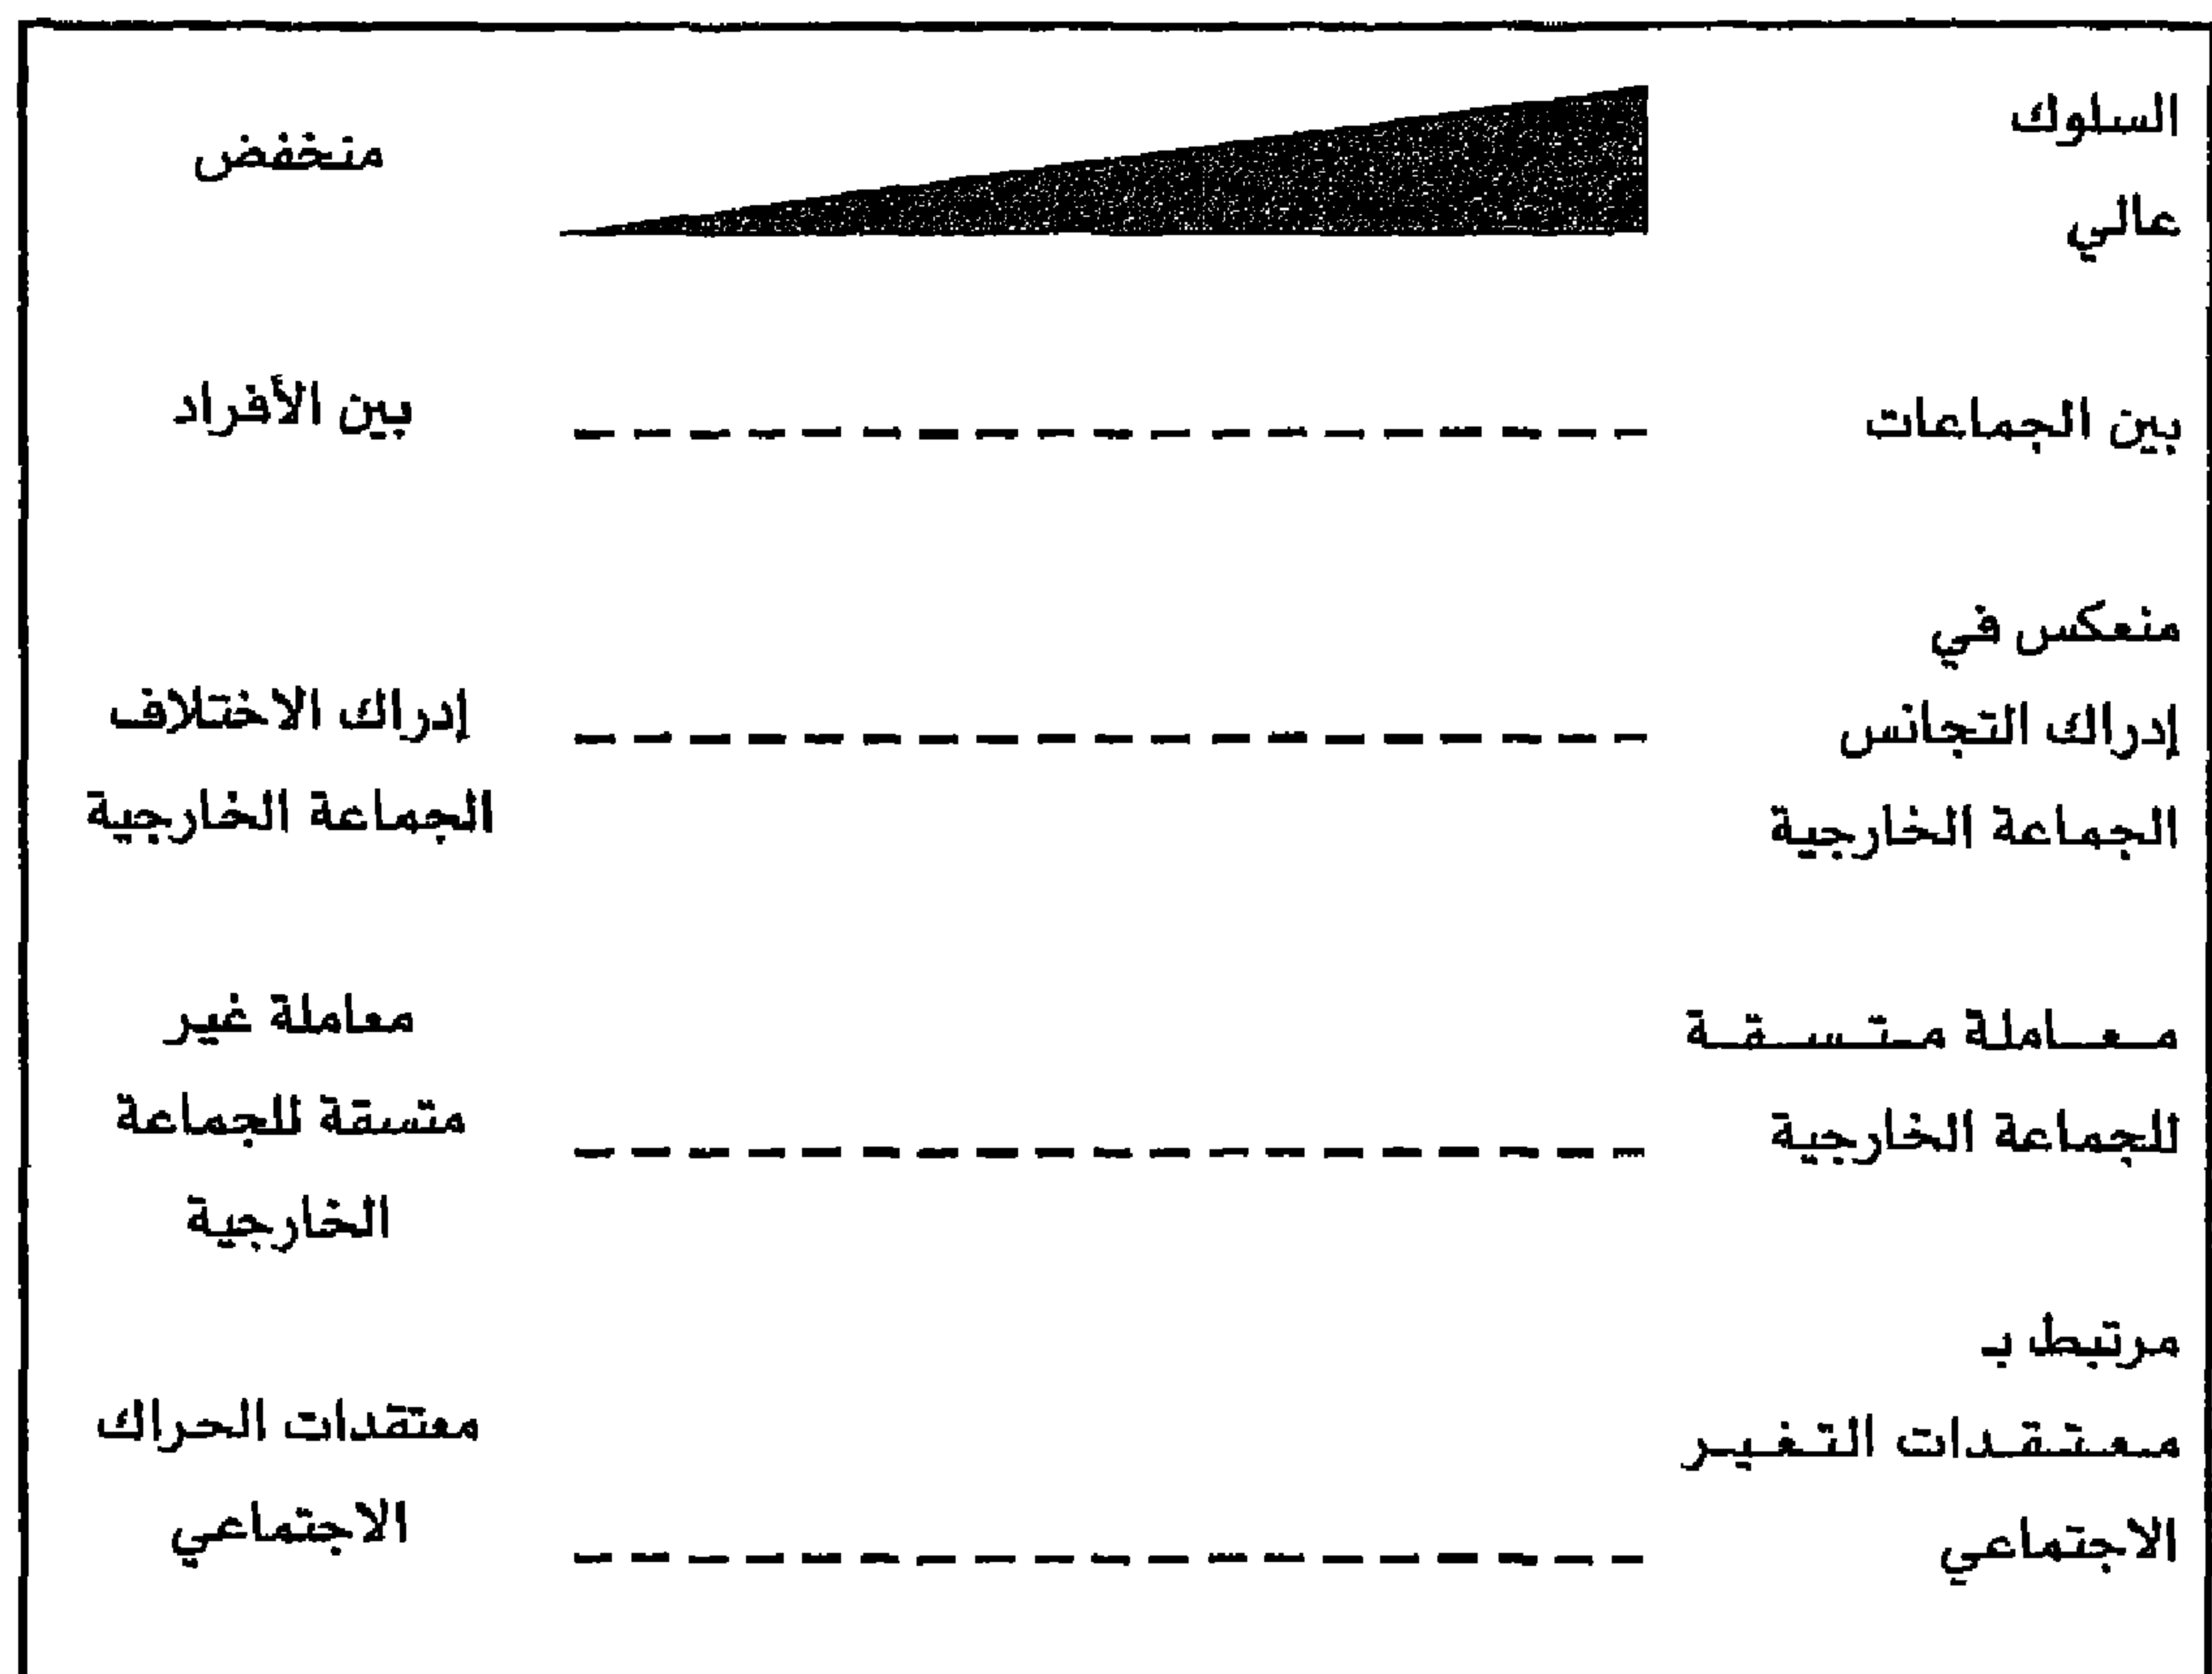 السلوك
منخفض
عالي
بين الجماعات
بين الأفراد
منعكس في
إدراك التجانس
إدراك الاختلاف
الجماعة الخارجية
الجماعة الخارجية
معاملة متسقة
معاملة غير
للجماعة الخارجية
متسقة للجماعة
الخارجية
مرتبط بـ
معتقدات التغير
معتقدات الحراك
الاجتماعي
الاجتماعي